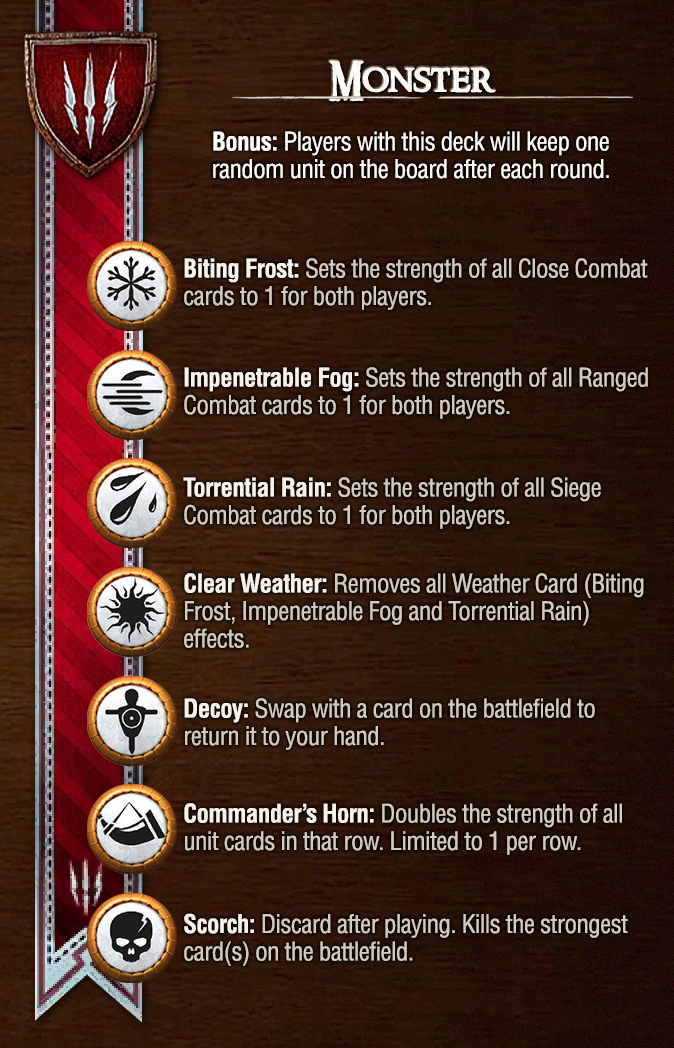 Monster
Bonus: Players with this deck will keep one
random unit on the board after each round.
Biting Frost: Sets the strength of all Close Combat
cards to 1 for both players.
Impenetrable Fog: Sets the strength of all Ranged
Combat cards to 1 for both players.
Torrential Rain: Sets the strength of all Siege
Combat cards to 1 for both players.
Clear Weather: Removes all Weather Card (Biting
Frost, Impenetrable Fog and Torrential Rain)
effects.
Decoy: Swap with a card on the battlefield to
return it to your hand.
Commander's Horn: Doubles the strength of all
unit cards in that row. Limited to 1 per row.
Scorch: Discard after playing. Kills the strongest
card(s) on the battlefield.